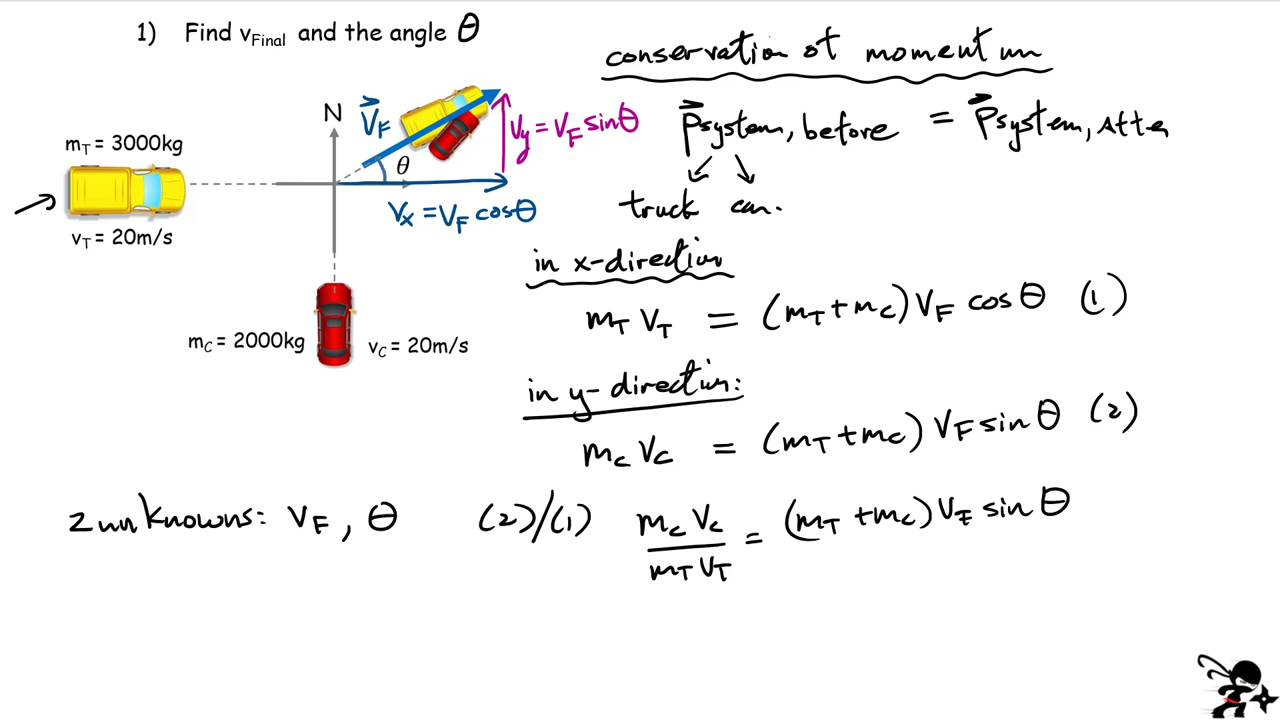 1) Find vFinal and the angle θ
conservation of momentum
N
V⃗F
Vy = VF sinθ
P⃗system, before = P⃗system, after
mT = 3000kg
θ
truck car.
Vx = VF cosθ
vT = 20m/s
in x-direction
mT VT = (mT + mC) VF cosθ (1)
mC = 2000kg
vC = 20m/s
in y-direction:
mC VC = (mT + mC) VF sinθ (2)
2 unknowns: VF, θ (2)/(1) mC VC / mT VT = (mT + mC) VF sinθ